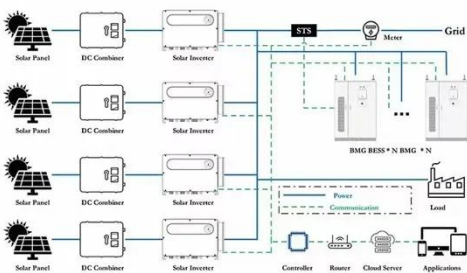 STS
Meter
Grid
Solar Panel
DC Combiner
Solar Inverter
Solar Panel
DC Combiner
Solar Inverter
BMG BESS * N BMG * N
Solar Panel
DC Combiner
Solar Inverter
Power
Communication
Load
Solar Panel
DC Combiner
Solar Inverter
Controller
Router
Cloud Server
Applications